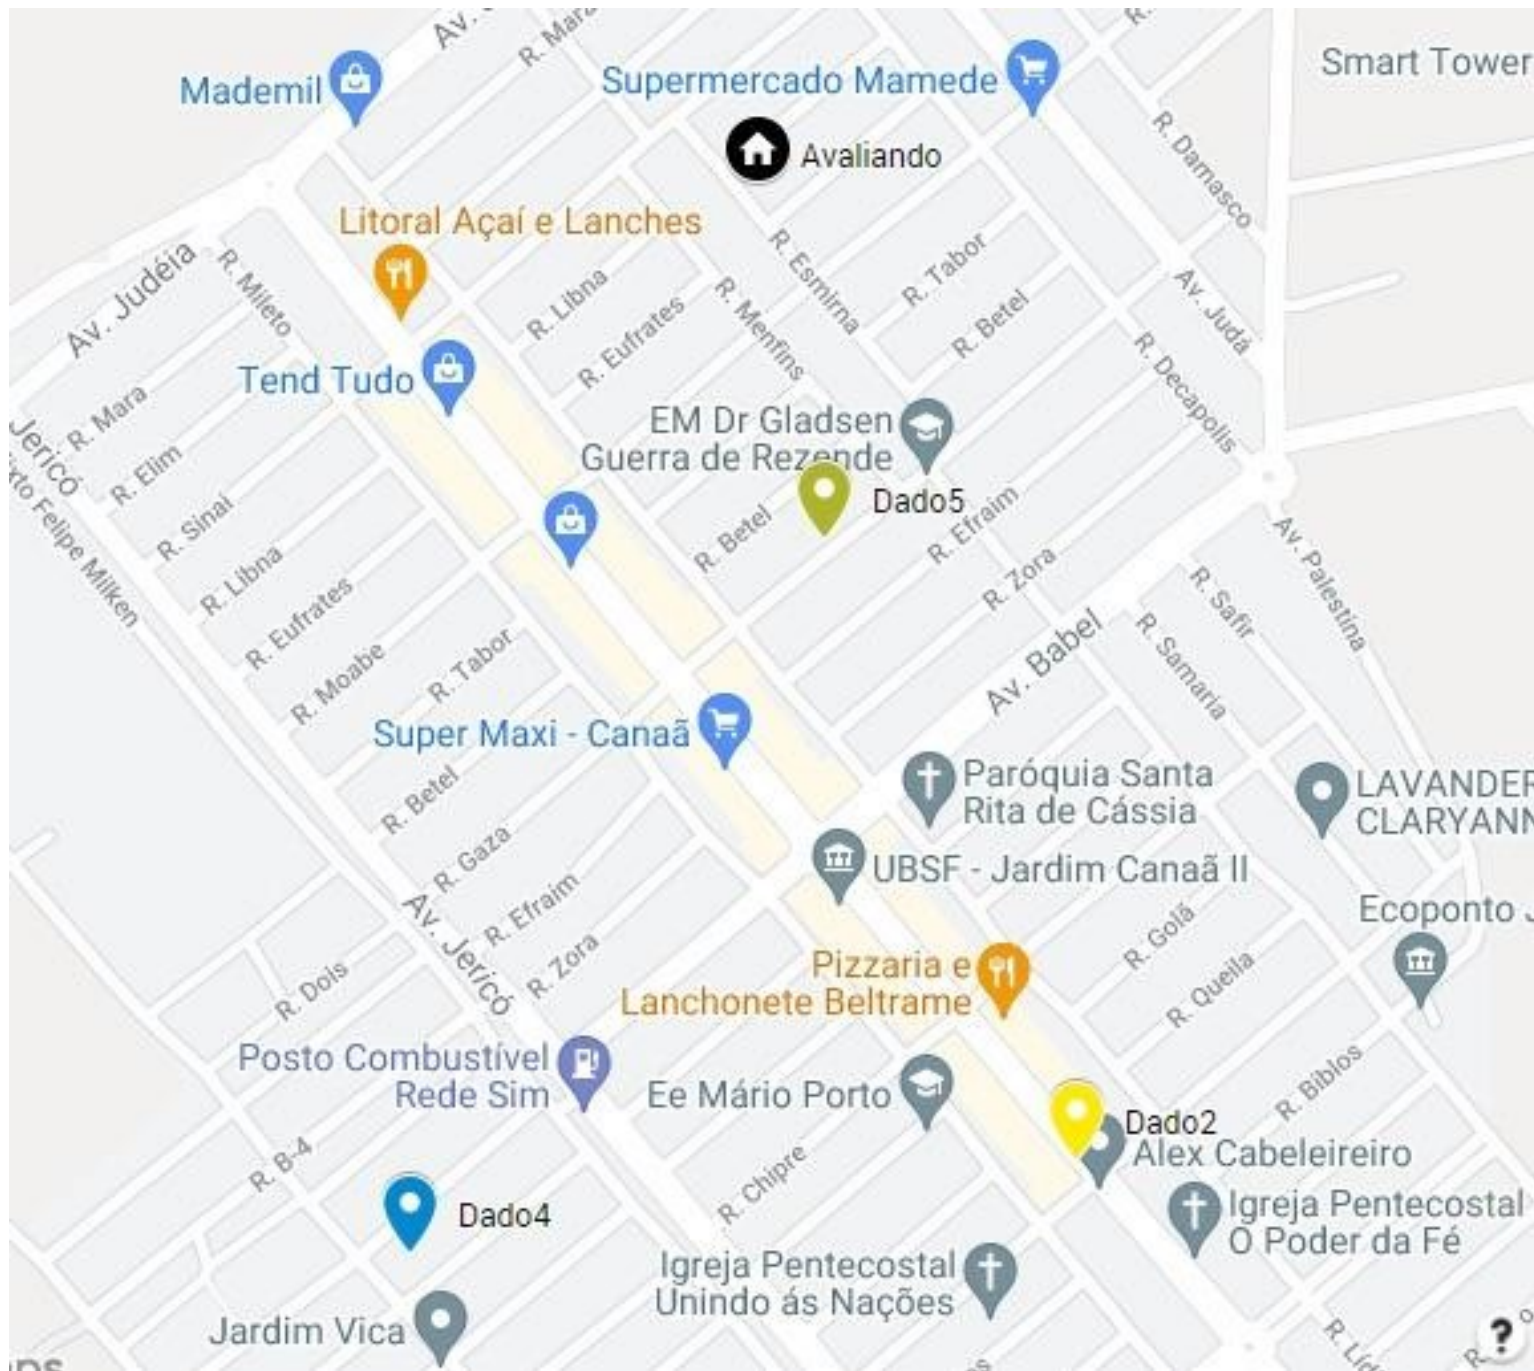 R. Mara
Smart Tower
Supermercado Mamede
Mademil
Avaliando
R. Damasco
Litoral Açaí e Lanches
Av. Judéia
R. Mileto
R. Esmirna
R. Tabor
R. Libna
R. Menfins
Av. Judá
R. Eufrates
R. Betel
Tend Tudo
R. Decapolis
R. Mara
Jericó
EM Dr Gladsen
Guerra de Rezende
R. Elim
Dado5
R. Sinai
R. Betel
R. Efraim
Felipe Milken
R. Libna
R. Zora
Av. Palestina
R. Safir
R. Eufrates
Av. Babel
R. Samaria
R. Moabe
R. Tabor
Super Maxi - Canaã
R. Betel
Paróquia Santa
Rita de Cássia
LAVANDER
CLARYANN
R. Gaza
UBSF - Jardim Canaã II
Av. Jericó
R. Efraim
Ecoponto J
R. Golã
R. Zora
Pizzaria e
Lanchonete Beltrame
R. Queila
R. Dois
Posto Combustível
Rede Sim
Ee Mário Porto
R. Biblos
Dado2
Alex Cabeleireiro
R. B-4
R. Chipre
Dado4
Igreja Pentecostal
O Poder da Fé
Igreja Pentecostal
Unindo ás Nações
Jardim Vica
?